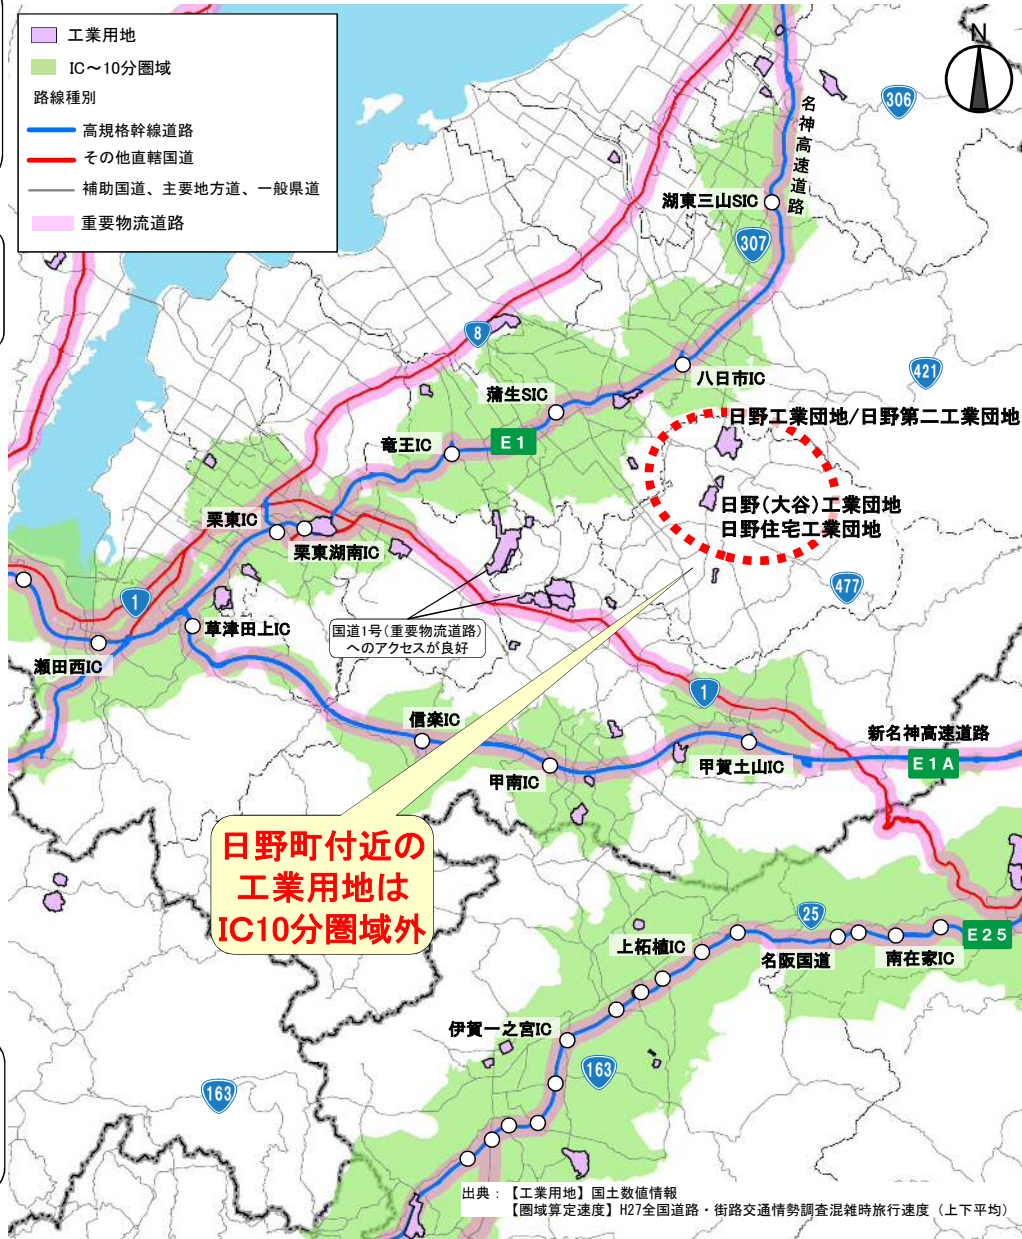 工業用地
IC～10分圏域
路線種別
高規格幹線道路
その他直轄国道
補助国道、主要地方道、一般県道
重要物流道路
N
306
名神高速道路
湖東三山SIC
307
8
421
八日市IC
蒲生SIC
日野工業団地/日野第二工業団地
竜王IC
E1
日野(大谷)工業団地
日野住宅工業団地
栗東IC
栗東湖南IC
477
1
草津田上IC
国道1号(重要物流道路)
へのアクセスが良好
瀬田西IC
1
信楽IC
新名神高速道路
E1A
甲南IC
甲賀土山IC
日野町付近の
工業用地は
IC10分圏域外
25
上柘植IC
名阪国道
南在家IC
E25
伊賀一之宮IC
163
163
出典：【工業用地】国土数値情報
【圏域算定速度】H27全国道路・街路交通情勢調査混雑時旅行速度（上下平均）